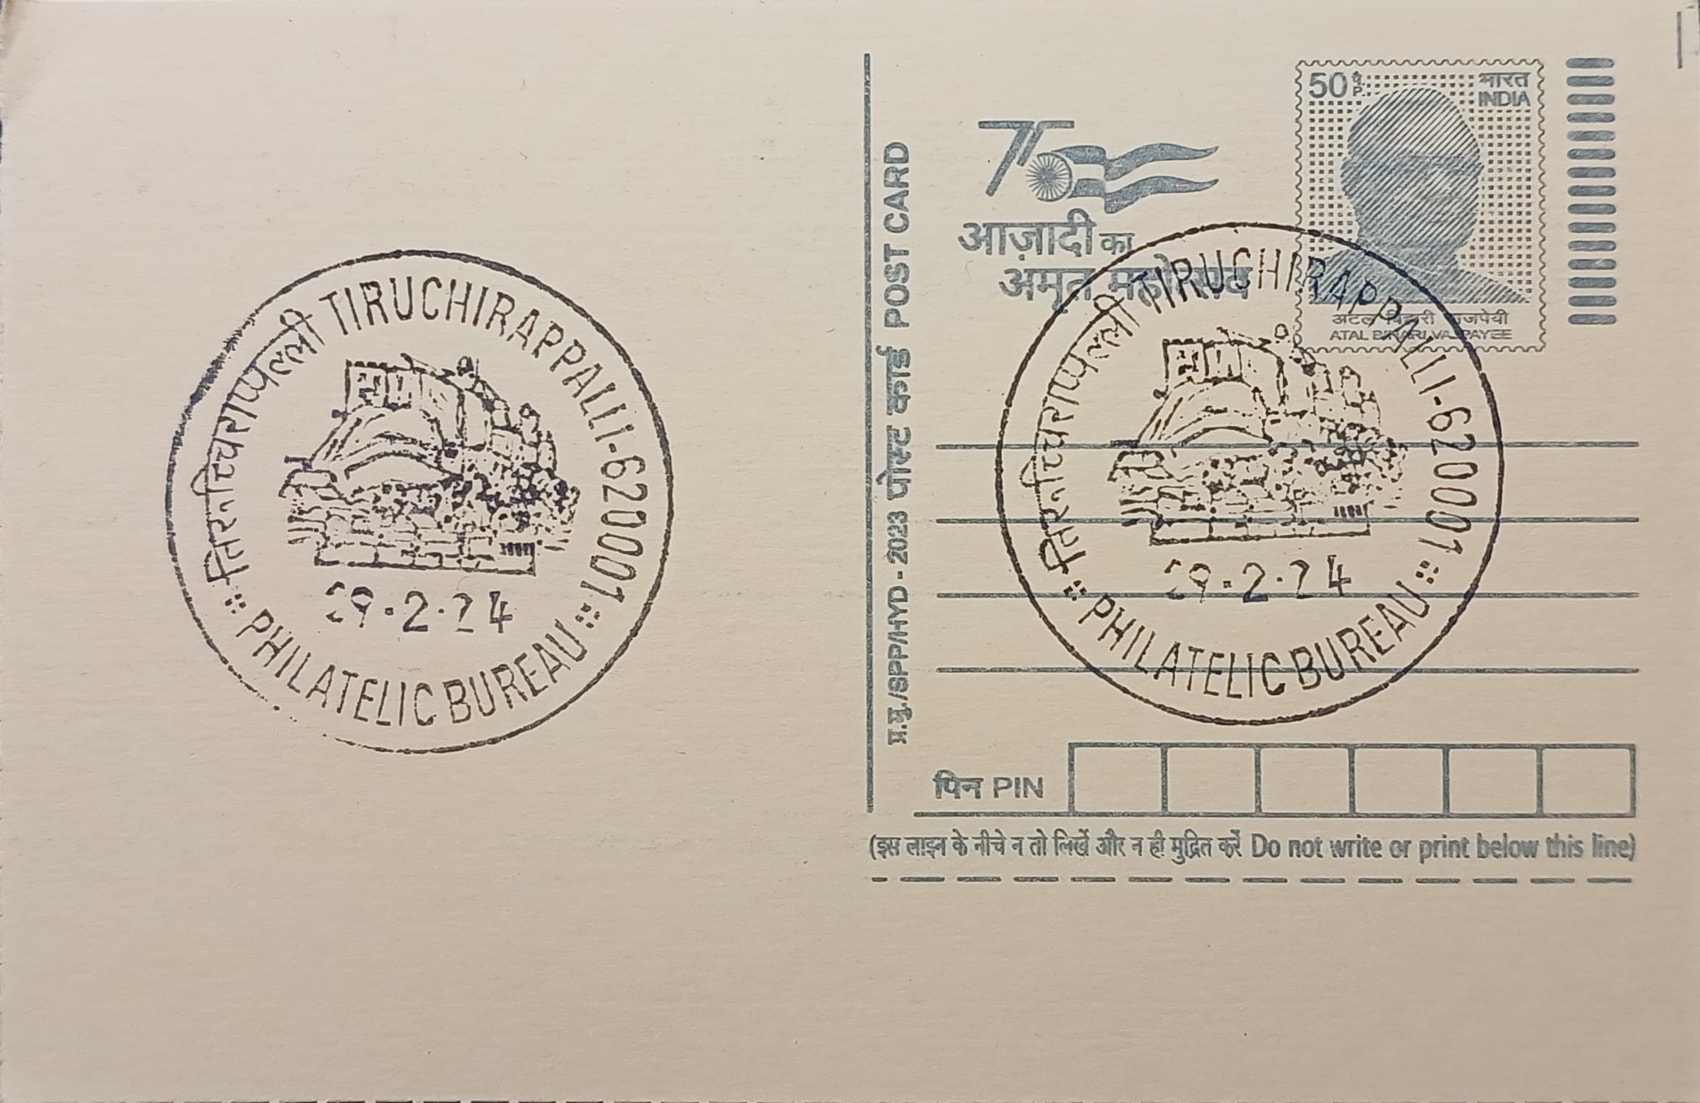 तिरुच्चिराप्पल्ली TIRUCHIRAPPALLI-620001
29.2.24
PHILATELIC BUREAU
प्र.मु./SPP/HYD - 2023 पोस्ट कार्ड POST CARD
75
आज़ादी का
अमृत महोत्सव
50 P.
भारत
INDIA
अटल बिहारी वाजपेयी
ATAL BIHARI VAJPAYEE
तिरुच्चिराप्पल्ली TIRUCHIRAPPALLI-620001
29.2.24
PHILATELIC BUREAU
पिन PIN
(इस लाइन के नीचे न तो लिखें और न ही मुद्रित करें Do not write or print below this line)